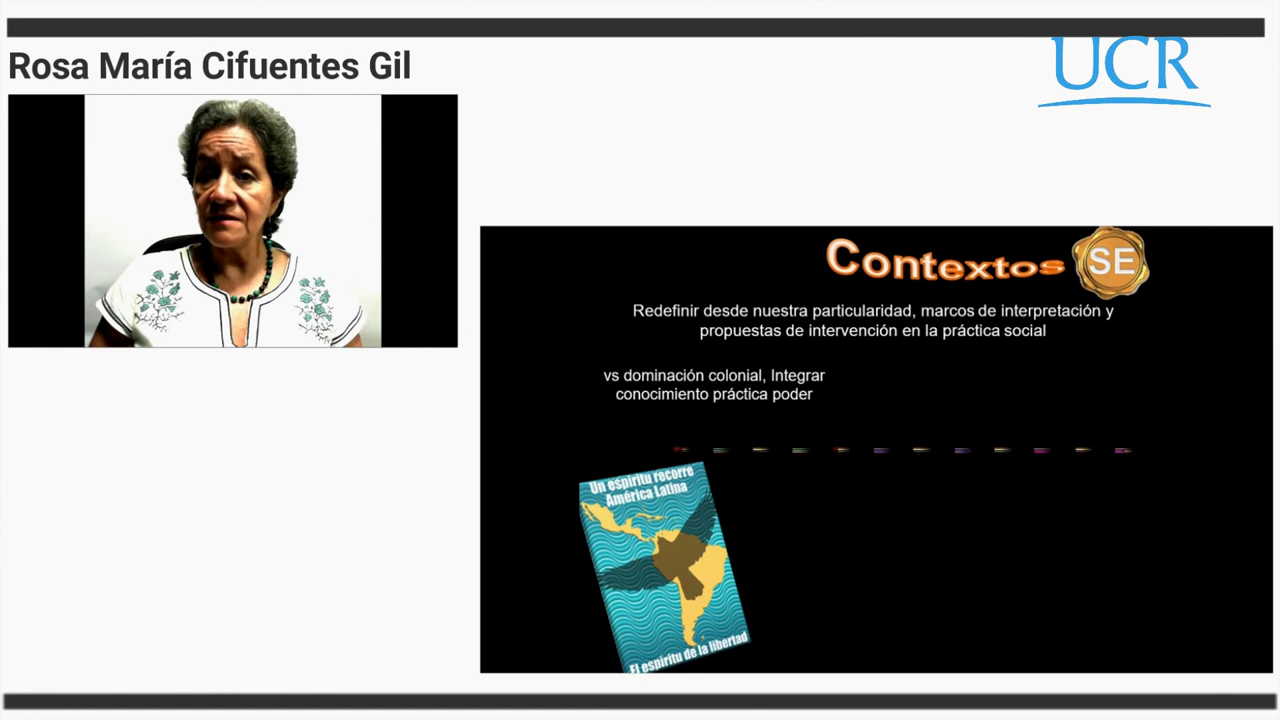 Rosa María Cifuentes Gil
UCR
Contextos SE
Redefinir desde nuestra particularidad, marcos de interpretación y
propuestas de intervención en la práctica social
vs dominación colonial, Integrar
conocimiento práctica poder
Un espíritu recorre
América Latina
El espíritu de la libertad